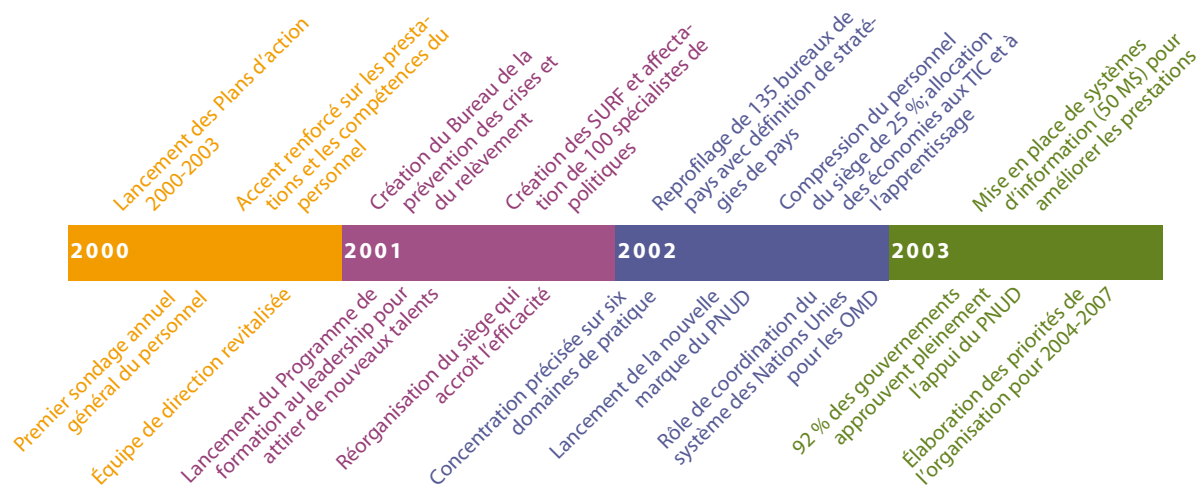 Lancement des Plans d'action
2000-2003
Accent renforcé sur les presta-
tions et les compétences du
personnel
Création du Bureau de la
prévention des crises et
du relèvement
Création des SURF et affecta-
tion de 100 spécialistes de
politiques
Reprofilage de 135 bureaux de
pays avec définition de straté-
gies de pays
Compression du personnel
du siège de 25 %; allocation
des économies aux TIC et à
l'apprentissage
Mise en place de systèmes
d'information (50 M$) pour
améliorer les prestations
2000
2001
2002
2003
Premier sondage annuel
général du personnel
Équipe de direction revitalisée
Lancement du Programme de
formation au leadership pour
attirer de nouveaux talents
Réorganisation du siège qui
accroît l'efficacité
Concentration précisée sur six
domaines de pratique
Lancement de la nouvelle
marque du PNUD
Rôle de coordination du
système des Nations Unies
pour les OMD
92 % des gouvernements
approuvent pleinement
l'appui du PNUD
Élaboration des priorités de
l'organisation pour 2004-2007